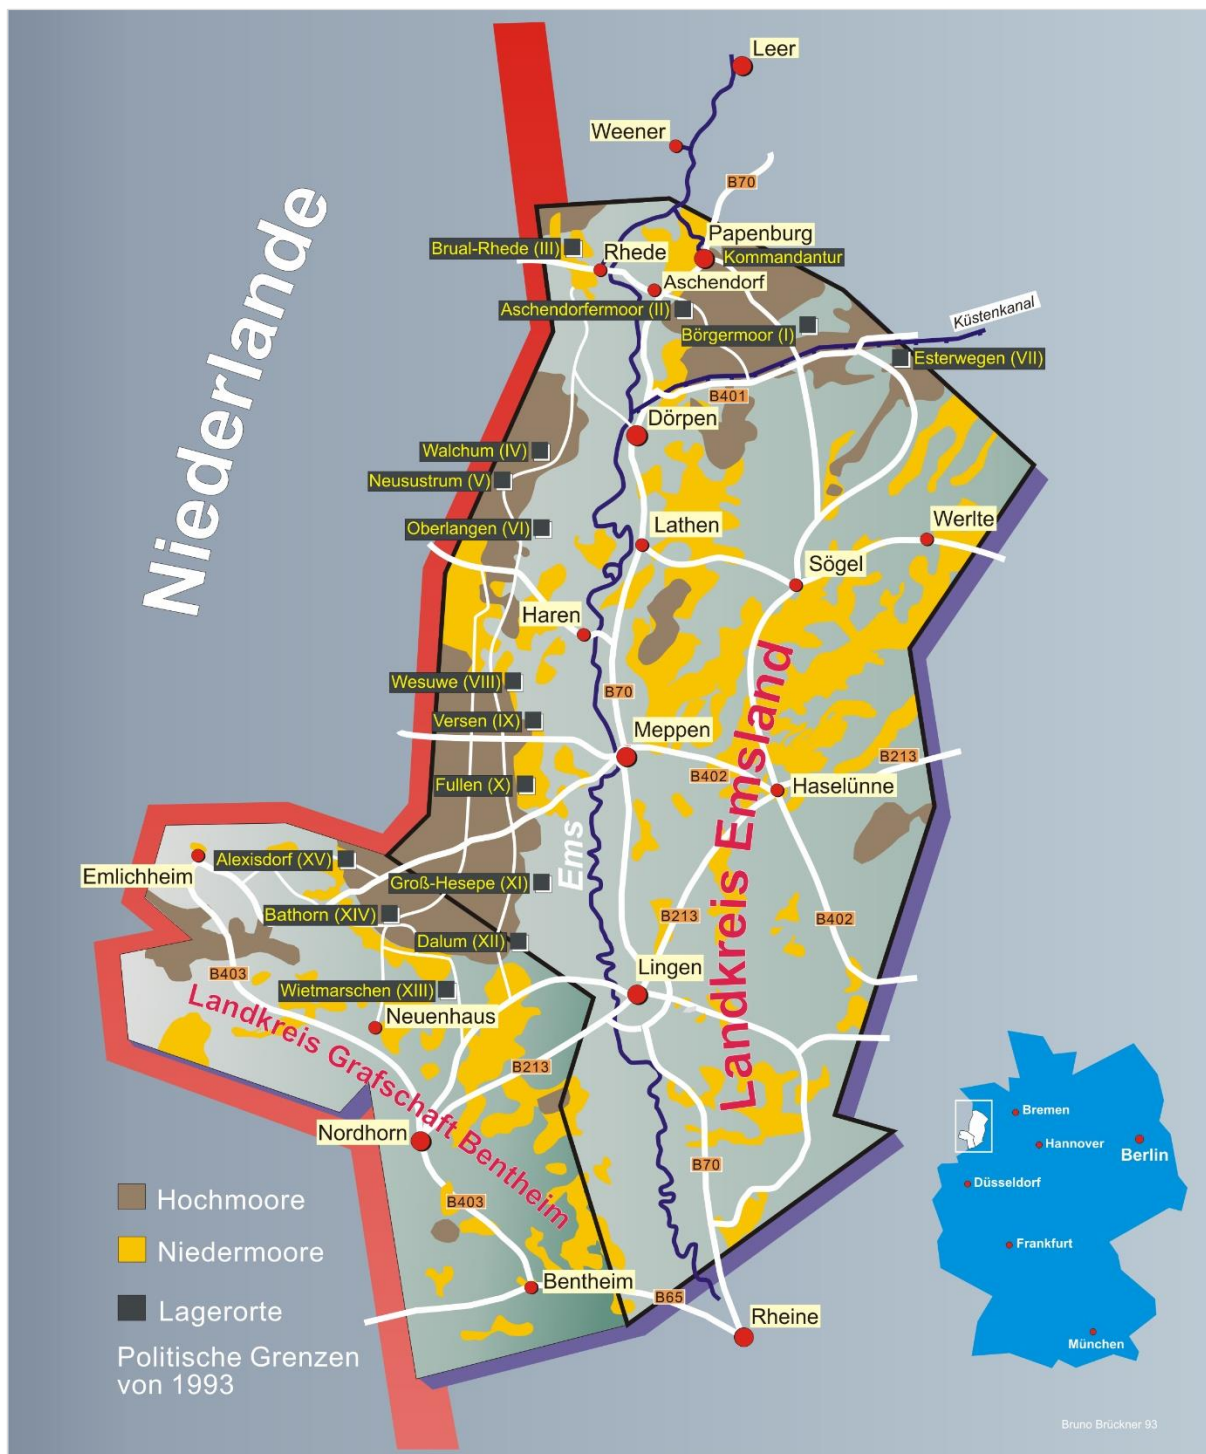 Leer
Weener
B70
Niederlande
Papenburg
Brual-Rhede (III)
Rhede
Kommandantur
Aschendorf
Aschendorfermoor (II)
Börgermoor (I)
Küstenkanal
Esterwegen (VII)
B401
Dörpen
Walchum (IV)
Neusustrum (V)
Oberlangen (VI)
Lathen
Werlte
Sögel
Haren
Wesuwe (VIII)
B70
Versen (IX)
Meppen
B213
B402
Fullen (X)
Haselünne
Landkreis Emsland
Ems
Alexisdorf (XV)
Emlichheim
Groß-Hesepe (XI)
Bathorn (XIV)
B213
B402
Dalum (XII)
B403
Lingen
Wietmarschen (XIII)
Neuenhaus
Landkreis Grafschaft Bentheim
B213
Nordhorn
B70
B403
Bentheim
B65
Rheine
Hochmoore
Niedermoore
Lagerorte
Politische Grenzen
von 1993
Bremen
Hannover
Berlin
Düsseldorf
Frankfurt
München
Bruno Brückner 93